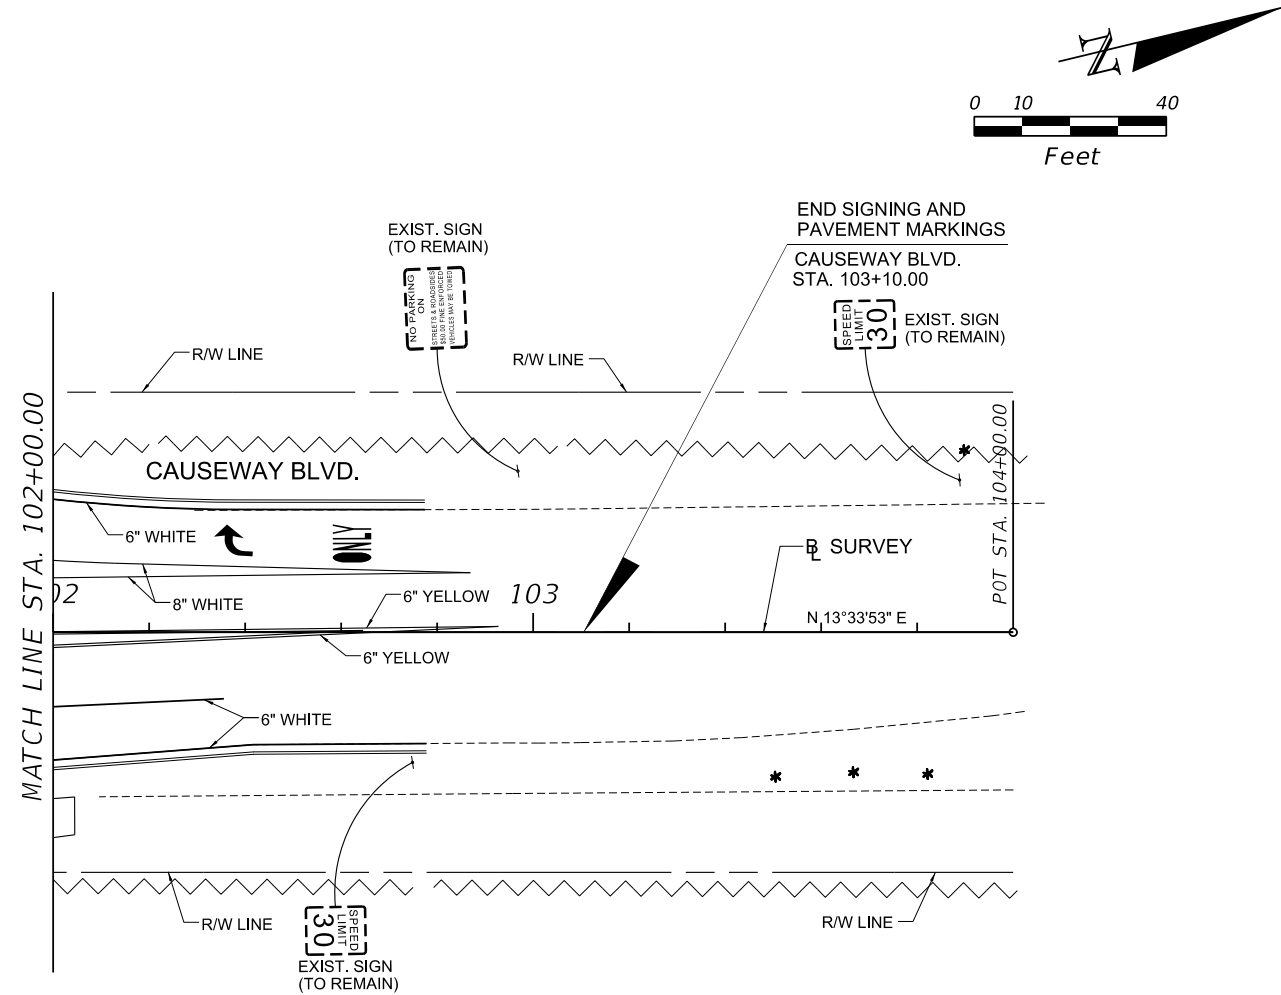 N
0 10 40
Feet
END SIGNING AND
PAVEMENT MARKINGS
CAUSEWAY BLVD.
STA. 103+10.00
EXIST. SIGN
(TO REMAIN)
NO PARKING
ON
STREETS & ROADSIDES
$50.00 FINE ENFORCED
VEHICLES MAY BE TOWED
SPEED
LIMIT
30
EXIST. SIGN
(TO REMAIN)
R/W LINE
R/W LINE
MATCH LINE STA. 102+00.00
POT STA. 104+00.00
CAUSEWAY BLVD.
6" WHITE
ONLY
BL SURVEY
8" WHITE
02
6" YELLOW
103
N 13°33'53" E
6" YELLOW
6" WHITE
R/W LINE
R/W LINE
SPEED
LIMIT
30
EXIST. SIGN
(TO REMAIN)